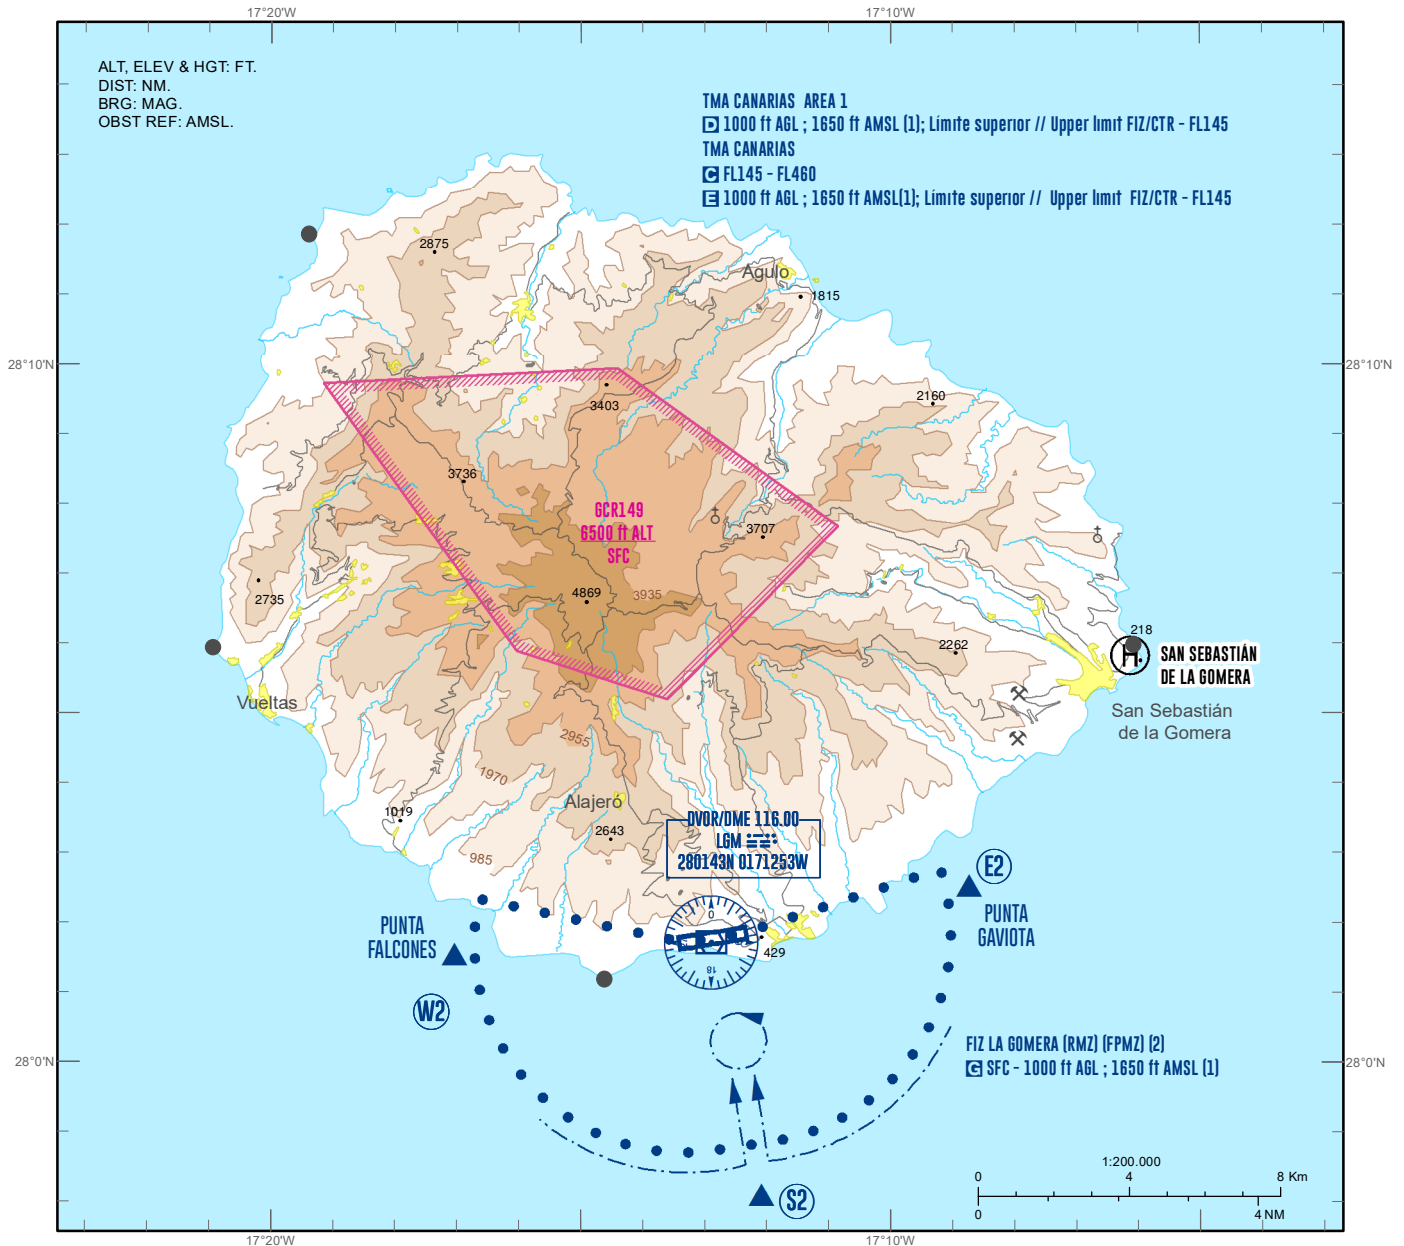 17°20'W
17°10'W
ALT, ELEV & HGT: FT.
DIST: NM.
BRG: MAG.
OBST REF: AMSL.
TMA CANARIAS AREA 1
D 1000 ft AGL ; 1650 ft AMSL (1); Límite superior // Upper limit FIZ/CTR - FL145
TMA CANARIAS
C FL145 - FL460
E 1000 ft AGL ; 1650 ft AMSL(1); Límite superior // Upper limit FIZ/CTR - FL145
2875
Agulo
1815
28°10'N
28°10'N
3403
2160
3736
GCR149
6500 ft ALT
SFC
3707
4869
3935
2735
2262
218
SAN SEBASTIÁN
DE LA GOMERA
Vueltas
San Sebastián
de la Gomera
2955
1970
Alajeró
1019
2643
985
DVOR/DME 116.00
LGM
280143N 0171253W
E2
PUNTA
GAVIOTA
PUNTA
FALCONES
0
18
429
W2
FIZ LA GOMERA (RMZ) (FPMZ) (2)
G SFC - 1000 ft AGL ; 1650 ft AMSL (1)
28°0'N
28°0'N
S2
1:200.000
0 4 8 Km
0 4 NM
17°20'W
17°10'W